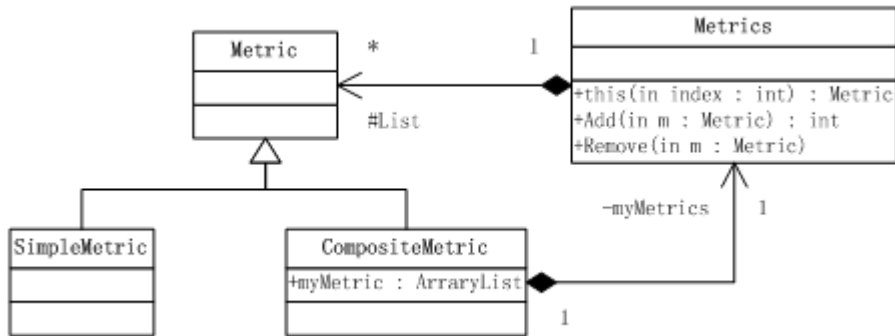 Metrics
Metric
*
1
+this(in index : int) : Metric
+Add(in m : Metric) : int
+Remove(in m : Metric)
#List
-myMetrics
1
SimpleMetric
CompositeMetric
+myMetric : ArraryList
1